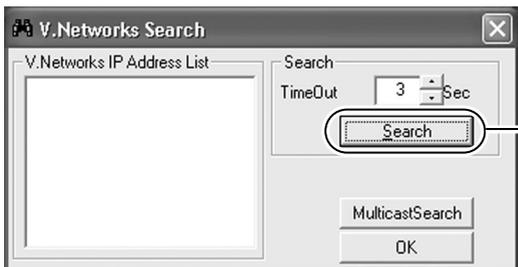 V.Networks Search
V.Networks IP Address List
Search
TimeOut 3 Sec
Search
MulticastSearch
OK